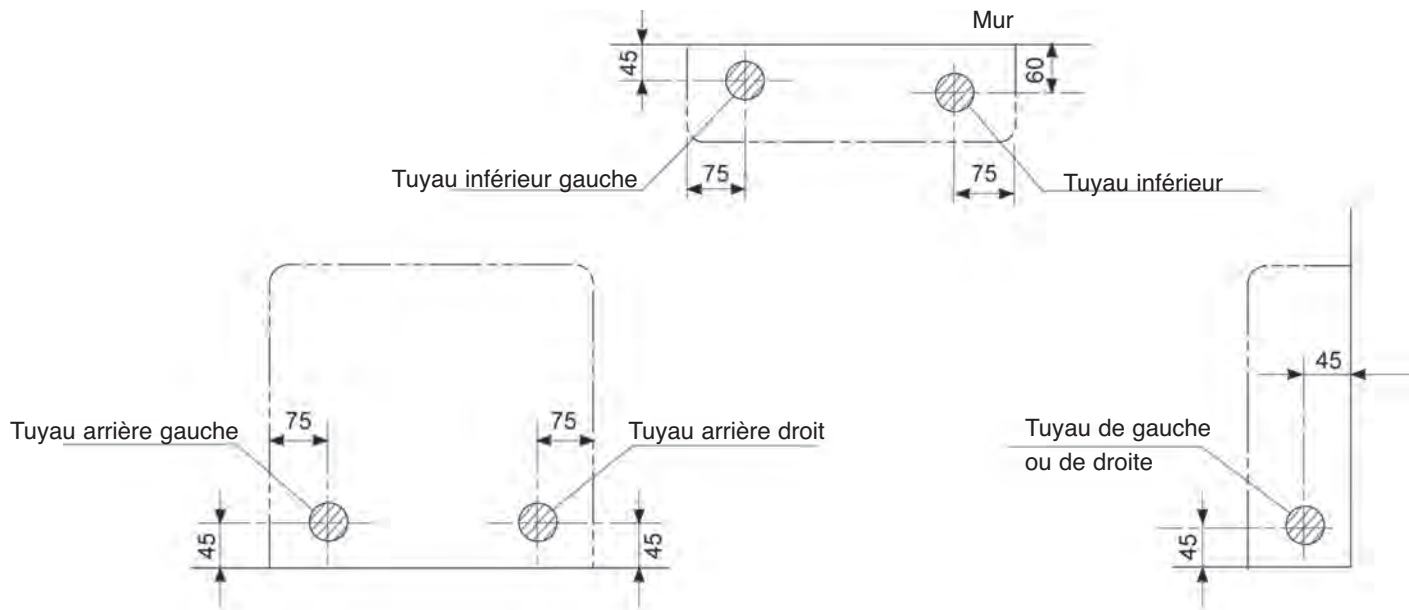 Mur
45
60
Tuyau inférieur gauche
75
75
Tuyau inférieur
Tuyau arrière gauche
75
75
Tuyau arrière droit
45
45
45
Tuyau de gauche
ou de droite
45